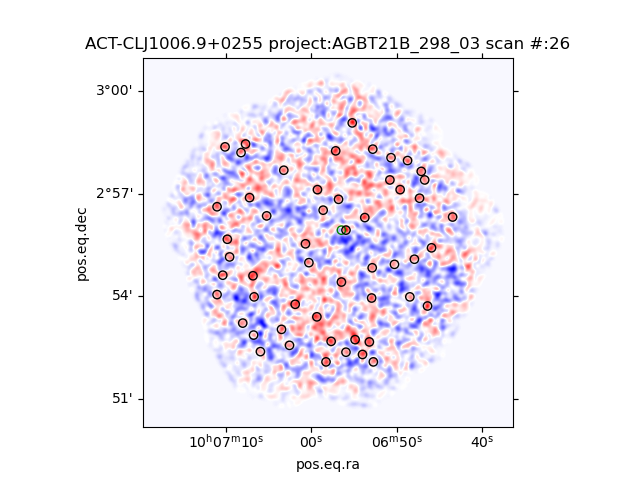 ACT-CLJ1006.9+0255 project:AGBT21B_298_03 scan #:26
3°00'
2°57'
54'
51'
pos.eq.dec
10ʰ07ᵐ10ˢ 00ˢ 06ᵐ50ˢ 40ˢ
pos.eq.ra